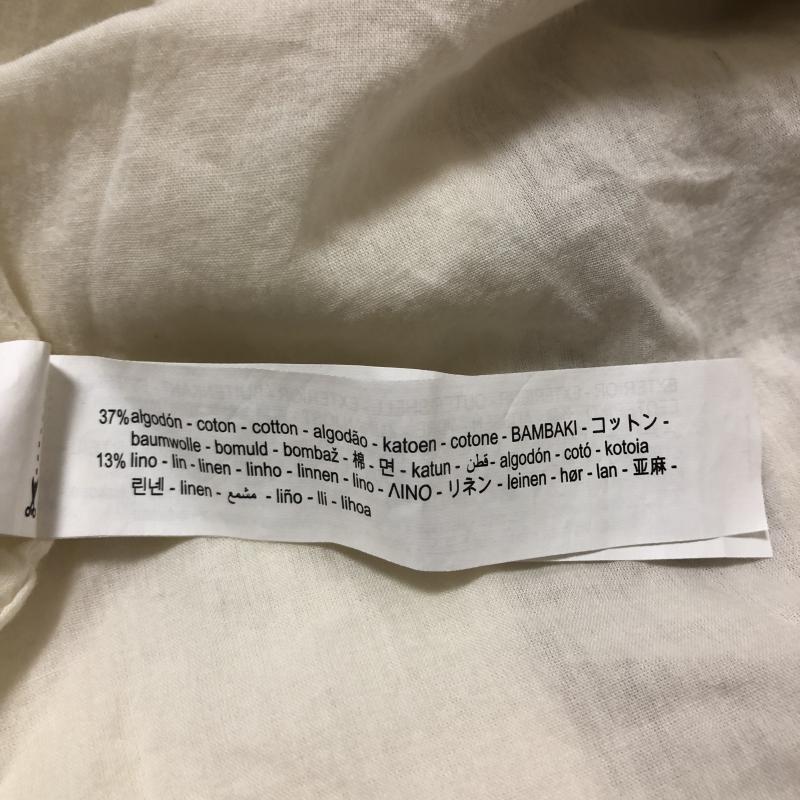 37% algodón - coton - cotton - algodão - katoen - cotone - BAMBAKI - コットン -
baumwolle - bomuld - bombaž - 棉 - 면 - katun - قطن - algodón - cotó - kotoia
13% lino - lin - linen - linho - linnen - lino - ΛΙΝΟ - リネン - leinen - hør - lan - 亚麻 -
린넨 - linen - مشمع - liño - lli - lihoa